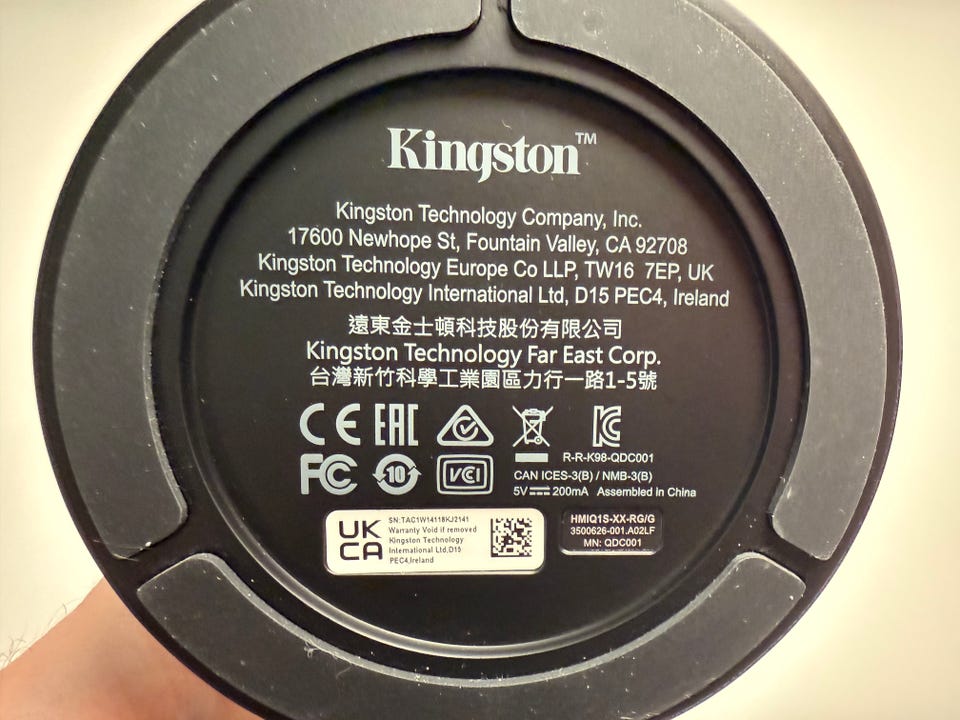 Kingston™
Kingston Technology Company, Inc.
17600 Newhope St, Fountain Valley, CA 92708
Kingston Technology Europe Co LLP, TW16 7EP, UK
Kingston Technology International Ltd, D15 PEC4, Ireland
遠東金士頓科技股份有限公司
Kingston Technology Far East Corp.
台灣新竹科學工業園區力行一路1-5號
CE EAC
R-R-K98-QDC001
FC 10 VCI
CAN ICES-3(B) / NMB-3(B)
5V⎓200mA Assembled in China
UK
CA
SN:TAC1W14118KJ2141
Warranty Void if removed
Kingston Technology
International Ltd,D15
PEC4,Ireland
HMIQ1S-XX-RG/G
3500626-001.A02LF
MN: QDC001